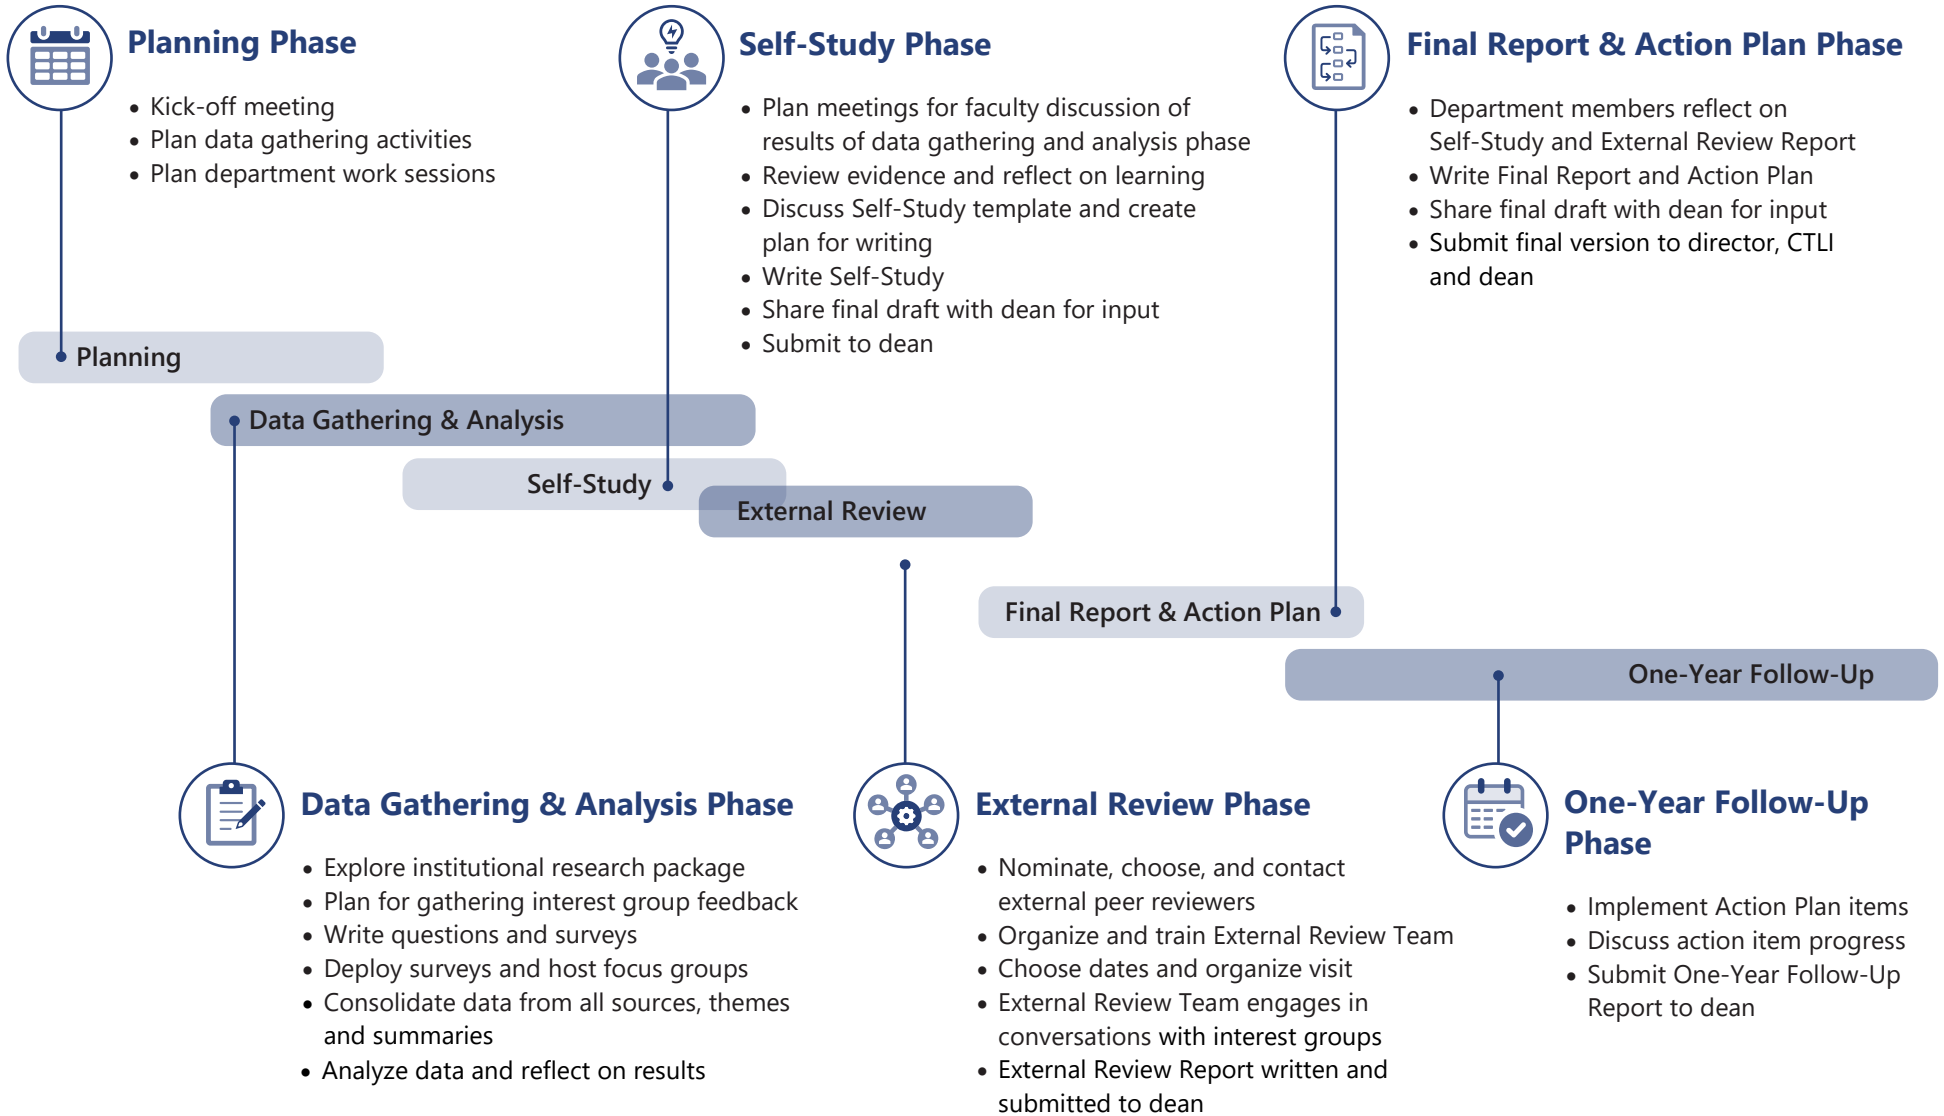 Planning Phase
• Kick-off meeting
• Plan data gathering activities
• Plan department work sessions
Self-Study Phase
• Plan meetings for faculty discussion of
results of data gathering and analysis phase
• Review evidence and reflect on learning
• Discuss Self-Study template and create
plan for writing
• Write Self-Study
• Share final draft with dean for input
• Submit to dean
Final Report & Action Plan Phase
• Department members reflect on
Self-Study and External Review Report
• Write Final Report and Action Plan
• Share final draft with dean for input
• Submit final version to director, CTLI
and dean
Planning
Data Gathering & Analysis
Self-Study
External Review
Final Report & Action Plan
One-Year Follow-Up
Data Gathering & Analysis Phase
• Explore institutional research package
• Plan for gathering interest group feedback
• Write questions and surveys
• Deploy surveys and host focus groups
• Consolidate data from all sources, themes
and summaries
• Analyze data and reflect on results
External Review Phase
• Nominate, choose, and contact
external peer reviewers
• Organize and train External Review Team
• Choose dates and organize visit
• External Review Team engages in
conversations with interest groups
• External Review Report written and
submitted to dean
One-Year Follow-Up
Phase
• Implement Action Plan items
• Discuss action item progress
• Submit One-Year Follow-Up
Report to dean